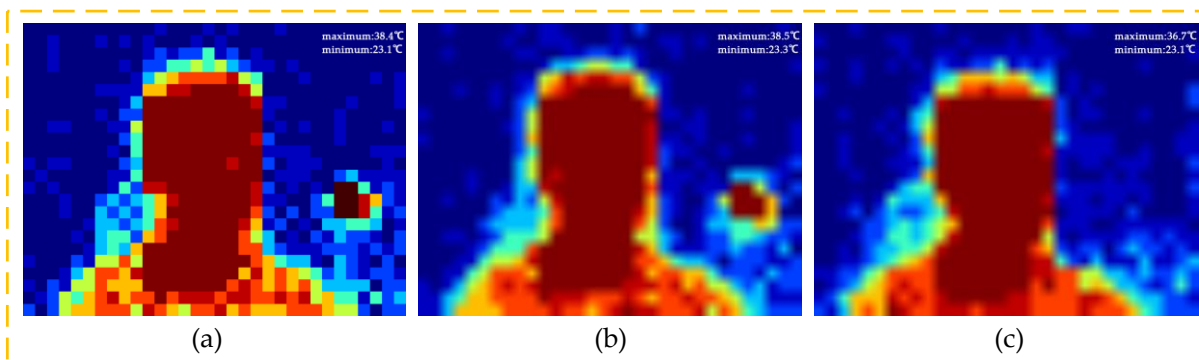 maximum:38.4℃
minimum:23.1℃
maximum:38.5℃
minimum:23.3℃
maximum:36.7℃
minimum:23.1℃
(a)
(b)
(c)